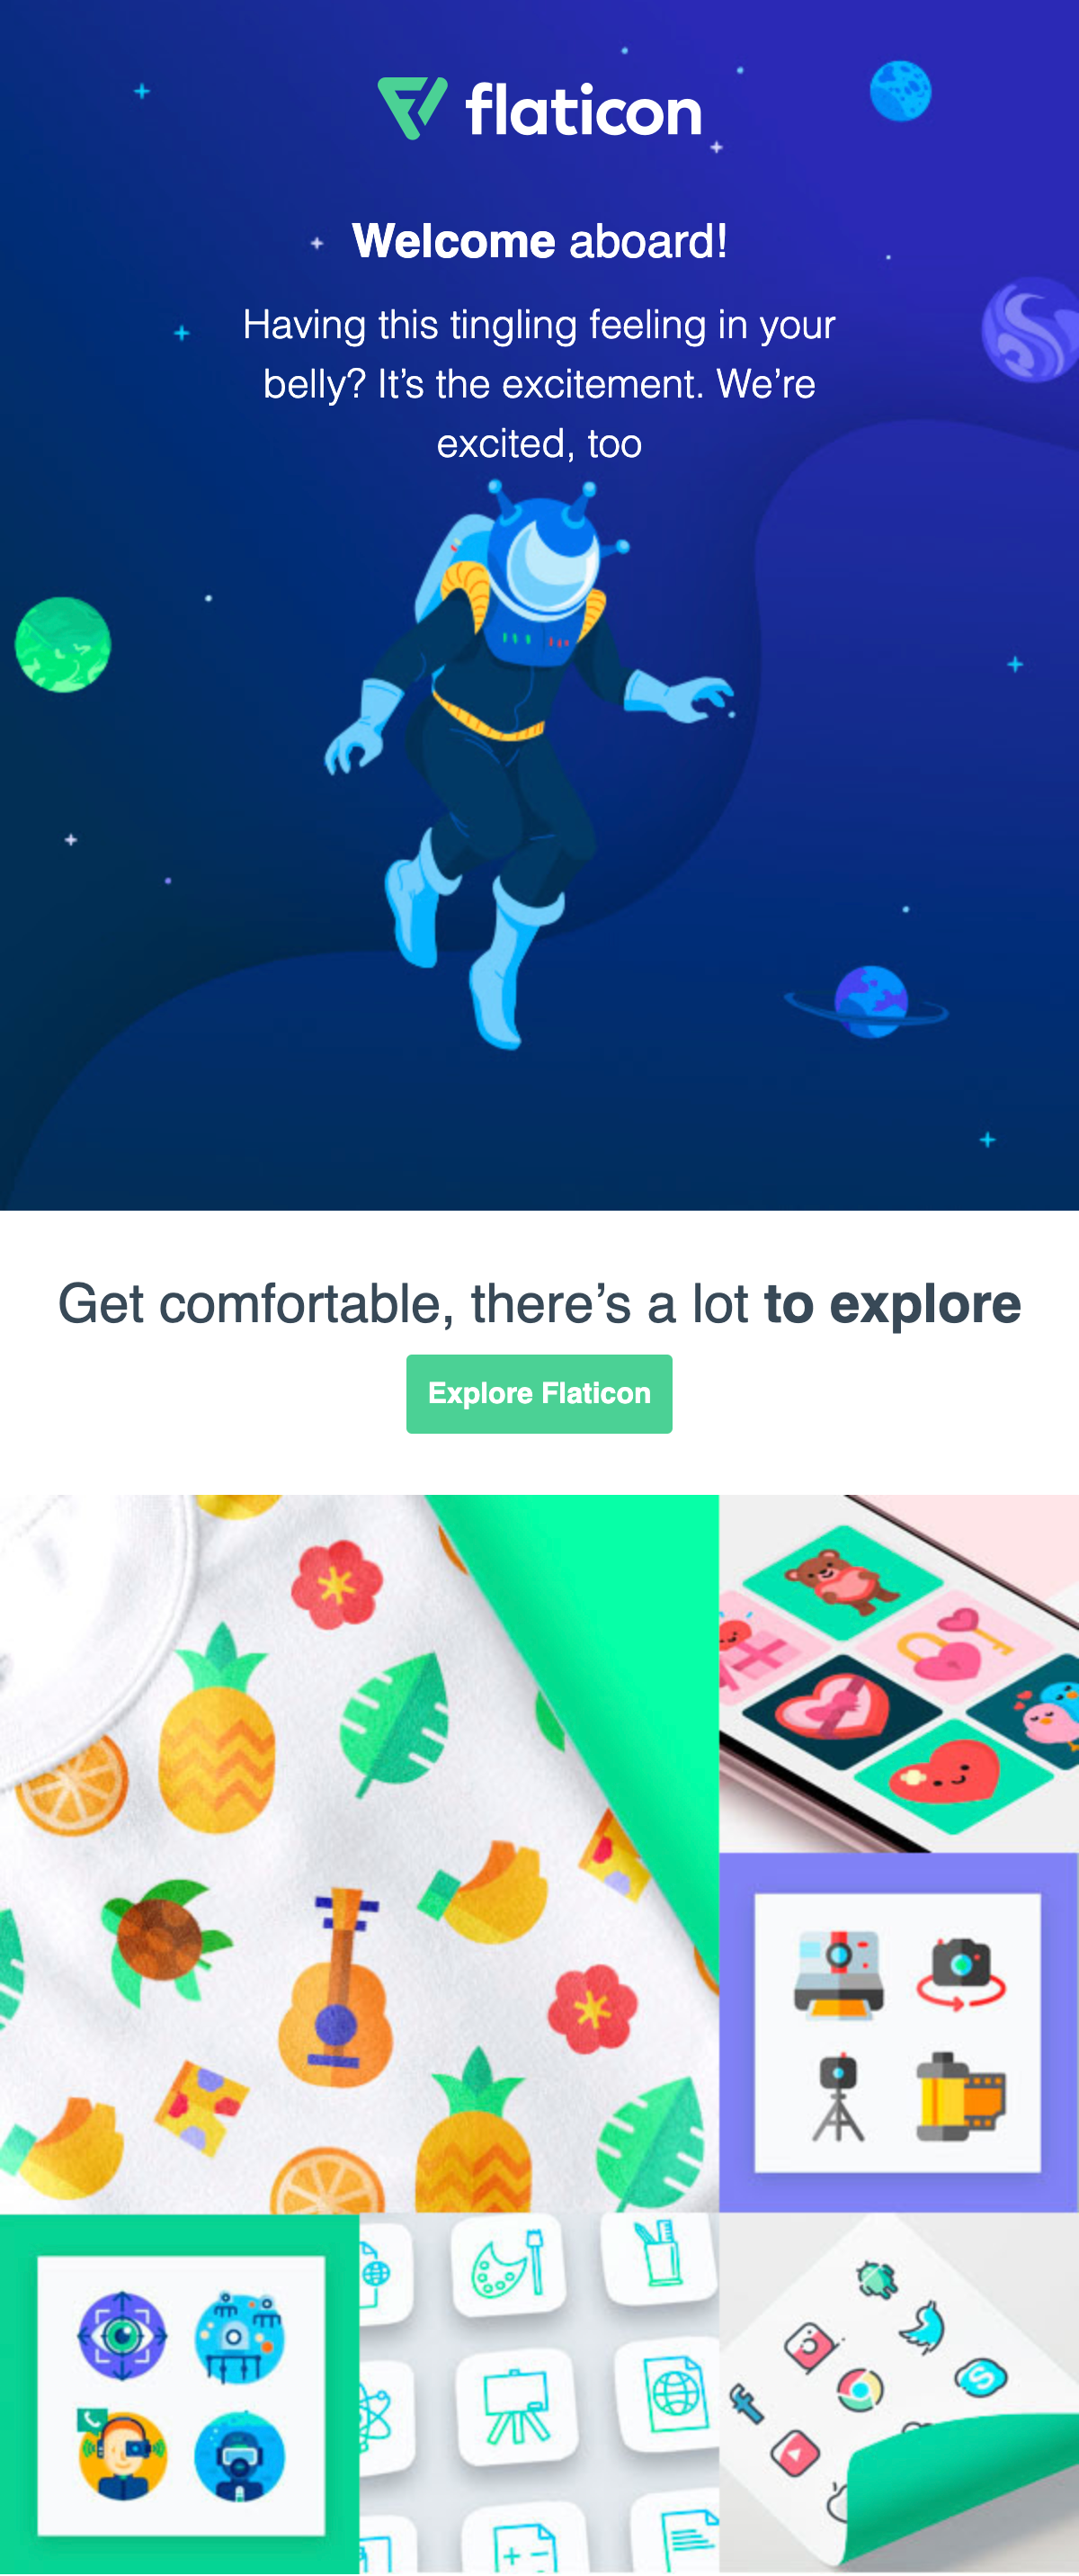 flaticon
Welcome aboard!
Having this tingling feeling in your
belly? It’s the excitement. We’re
excited, too
Get comfortable, there’s a lot to explore
Explore Flaticon